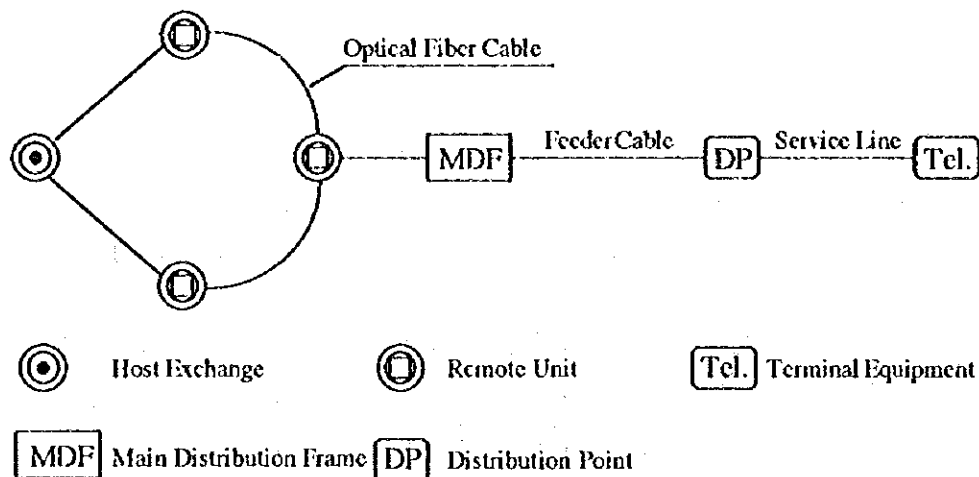 Optical Fiber Cable
MDF
Feeder Cable
DP
Service Line
Tel.
Host Exchange
Remote Unit
Tel. Terminal Equipment
MDF Main Distribution Frame
DP Distribution Point